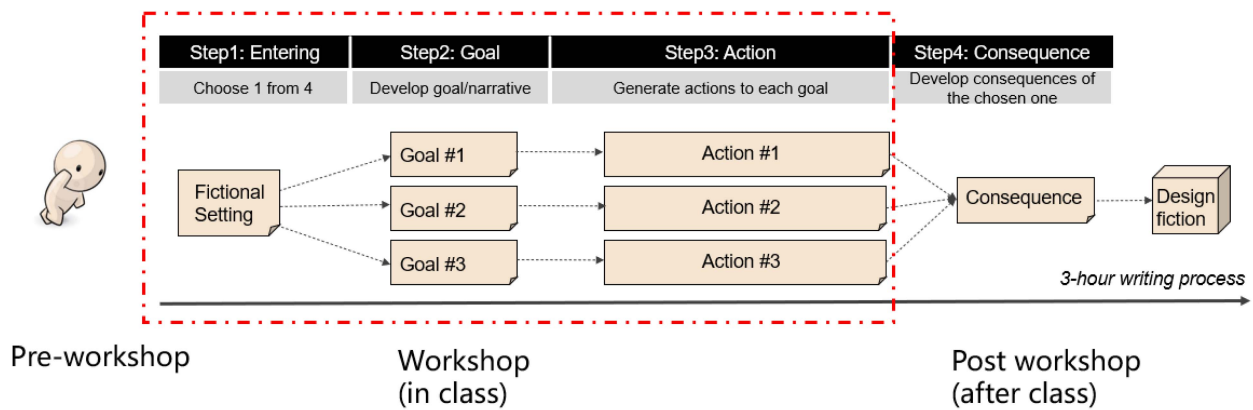 Step1: Entering
Step2: Goal
Step3: Action
Step4: Consequence
Choose 1 from 4
Develop goal/narrative
Generate actions to each goal
Develop consequences of
the chosen one
Fictional
Setting
Goal #1
Goal #2
Goal #3
Action #1
Action #2
Action #3
Consequence
Design
fiction
3-hour writing process
Pre-workshop
Workshop
(in class)
Post workshop
(after class)